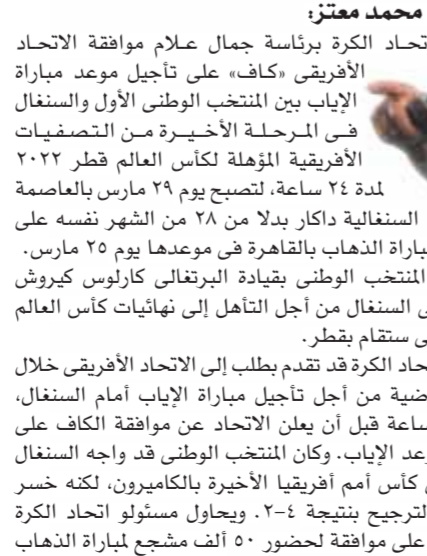 محمد معتز:
تحاد الكرة برئاسة جمال علام موافقة الاتحاد
الأفريقى «كاف» على تأجيل موعد مباراة
الإياب بين المنتخب الوطنى الأول والسنغال
فى المرحلة الأخيرة من التصفيات
الأفريقية المؤهلة لكأس العالم قطر ٢٠٢٢
لمدة ٢٤ ساعة، لتصبح يوم ٢٩ مارس بالعاصمة
السنغالية داكار بدلا من ٢٨ من الشهر نفسه على
مباراة الذهاب بالقاهرة فى موعدها يوم ٢٥ مارس.
المنتخب الوطنى بقيادة البرتغالى كارلوس كيروش
السنغال من أجل التأهل إلى نهائيات كأس العالم
ستقام بقطر.
حاد الكرة قد تقدم بطلب إلى الاتحاد الأفريقى خلال
ضية من أجل تأجيل مباراة الإياب أمام السنغال،
ساعة قبل أن يعلن الاتحاد عن موافقة الكاف على
عد الإياب. وكان المنتخب الوطنى قد واجه السنغال
كأس أمم أفريقيا الأخيرة بالكاميرون، لكنه خسر
لترجيح بنتيجة ٤-٢. ويحاول مسئولو اتحاد الكرة
على موافقة لحضور ٥٠ ألف مشجع لمباراة الذهاب